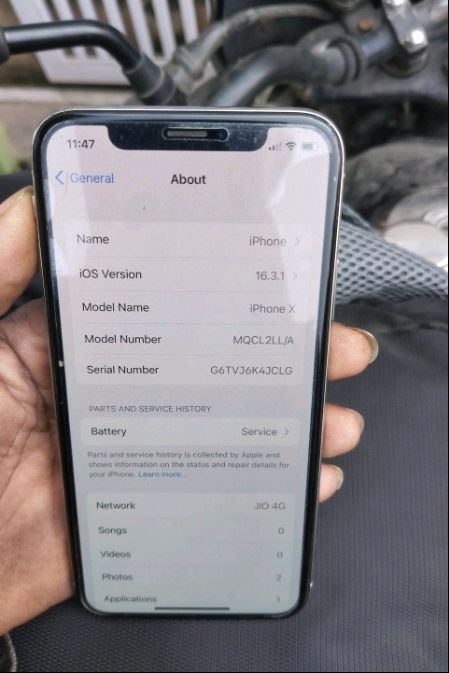 11:47
General
About
Name iPhone
iOS Version 16.3.1
Model Name iPhone X
Model Number MQCL2LL/A
Serial Number G6TVJ6K4JCLG
PARTS AND SERVICE HISTORY
Battery Service
Parts and service history is collected by Apple and
shows information on the status and repair details for
your iPhone. Learn more...
Network JIO 4G
Songs 0
Videos 0
Photos 2
Applications 1